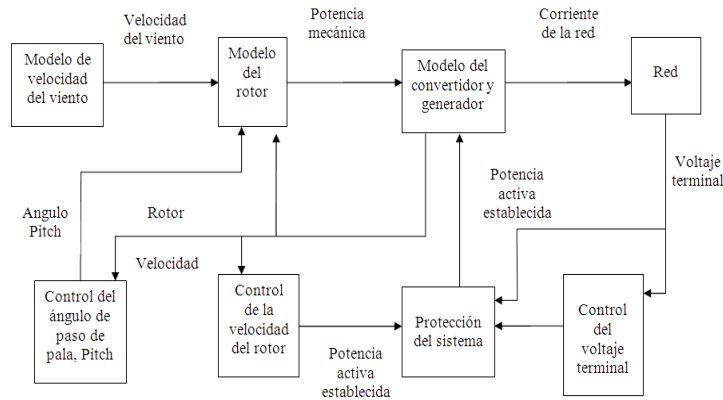 Velocidad
del viento
Potencia
mecánica
Corriente
de la red
Modelo de
velocidad
del viento
Modelo
del
rotor
Modelo del
convertidor y
generador
Red
Voltaje
terminal
Potencia
activa
establecida
Angulo
Pitch
Rotor
Velocidad
Control del
ángulo de
paso de
pala, Pitch
Control
de la
velocidad
del rotor
Potencia
activa
establecida
Protección
del sistema
Control
del
voltaje
terminal